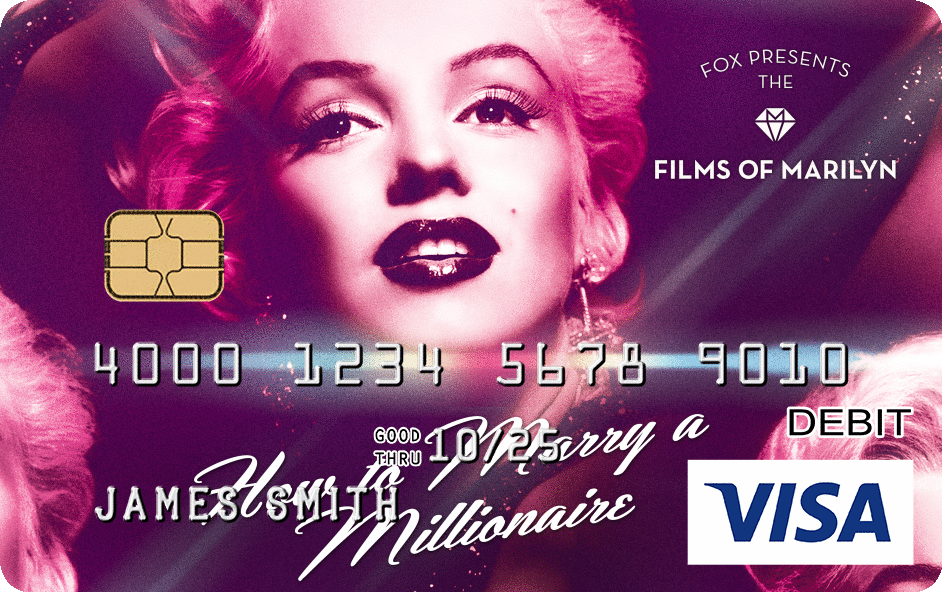 FOX PRESENTS
THE
FILMS OF MARILYN
4000 1234 5678 9010
DEBIT
GOOD
THRU 10/25
How to Marry a
Millionaire
JAMES SMITH
VISA